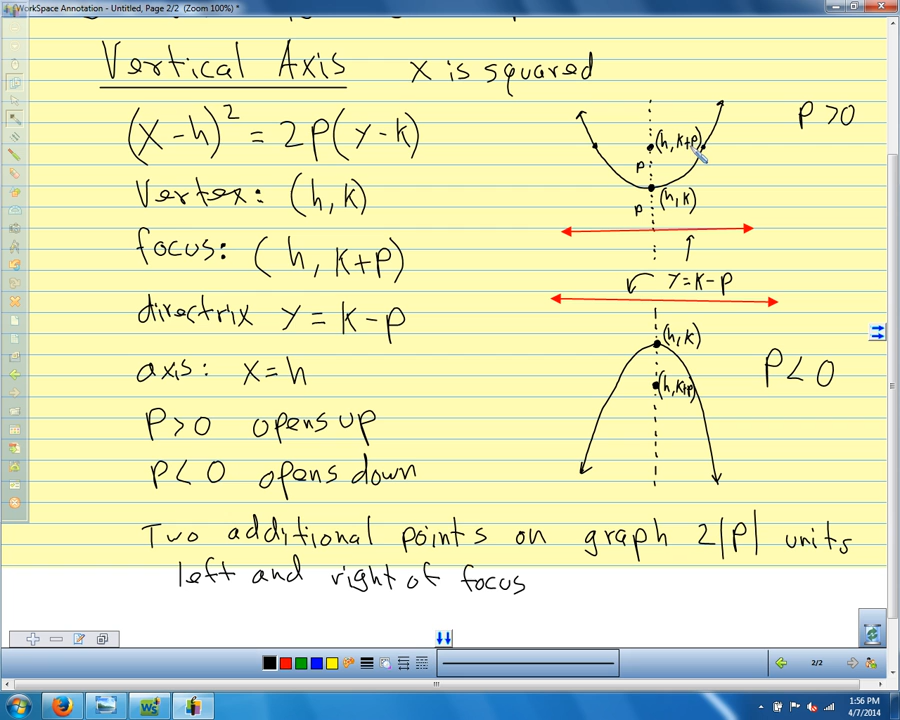 WorkSpace Annotation - Untitled, Page 2/2 (Zoom 100%) *
Vertical Axis x is squared
(x-h)² = 2p(y-k)
Vertex: (h, k)
focus: (h, k+p)
directrix y = k-p
axis: x=h
p>0 opens up
p<0 opens down
Two additional points on graph 2|p| units
left and right of focus
p>0
(h, k+p)
p
(h, k)
p
y=k-p
(h, k)
(h, k+p)
p<0
2/2
1:56 PM
4/7/2014